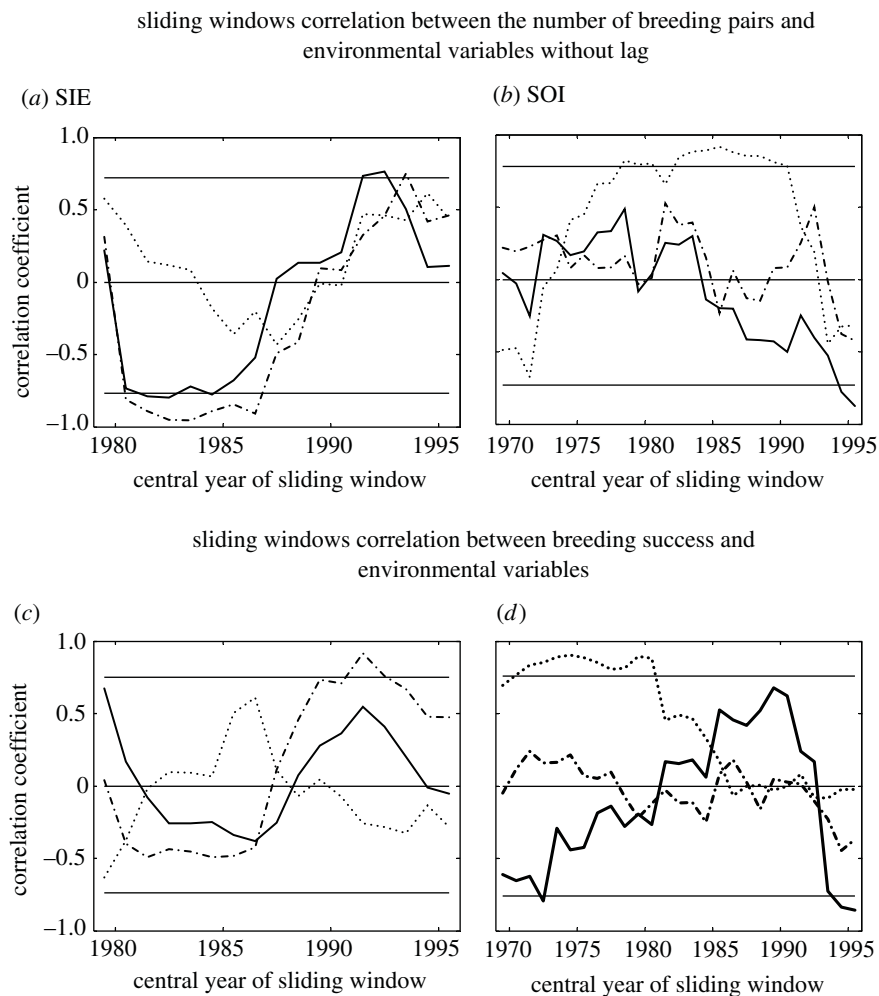 sliding windows correlation between the number of breeding pairs and
environmental variables without lag
(a) SIE
(b) SOI
1.0
0.5
0
−0.5
−1.0
correlation coefficient
1980 1985 1990 1995
central year of sliding window
1970 1975 1980 1985 1990 1995
central year of sliding window
sliding windows correlation between breeding success and
environmental variables
(c)
(d)
1.0
0.5
0
−0.5
−1.0
correlation coefficient
1980 1985 1990 1995
central year of sliding window
1970 1975 1980 1985 1990 1995
central year of sliding window